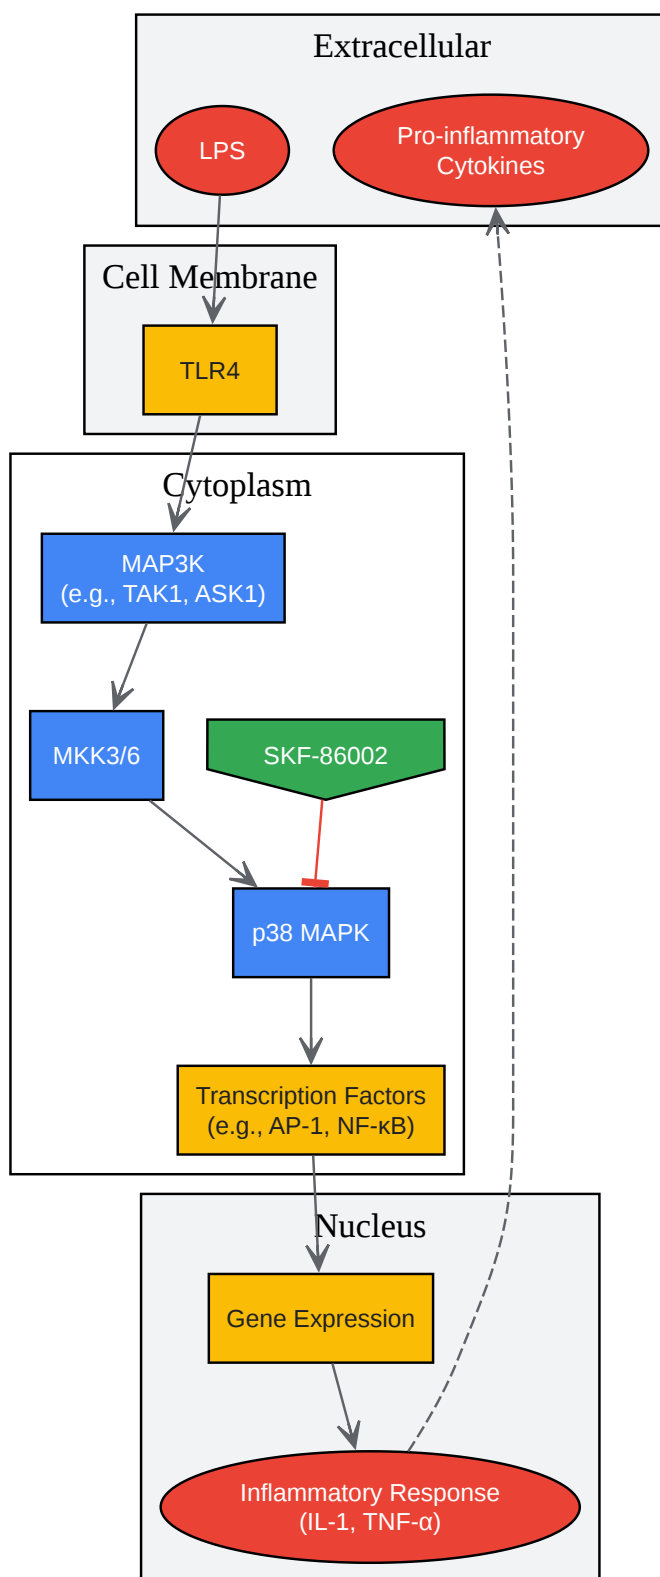 Extracellular
LPS
Pro-inflammatory
Cytokines
Cell Membrane
TLR4
Cytoplasm
MAP3K
(e.g., TAK1, ASK1)
MKK3/6
SKF-86002
p38 MAPK
Transcription Factors
(e.g., AP-1, NF-κB)
Nucleus
Gene Expression
Inflammatory Response
(IL-1, TNF-α)